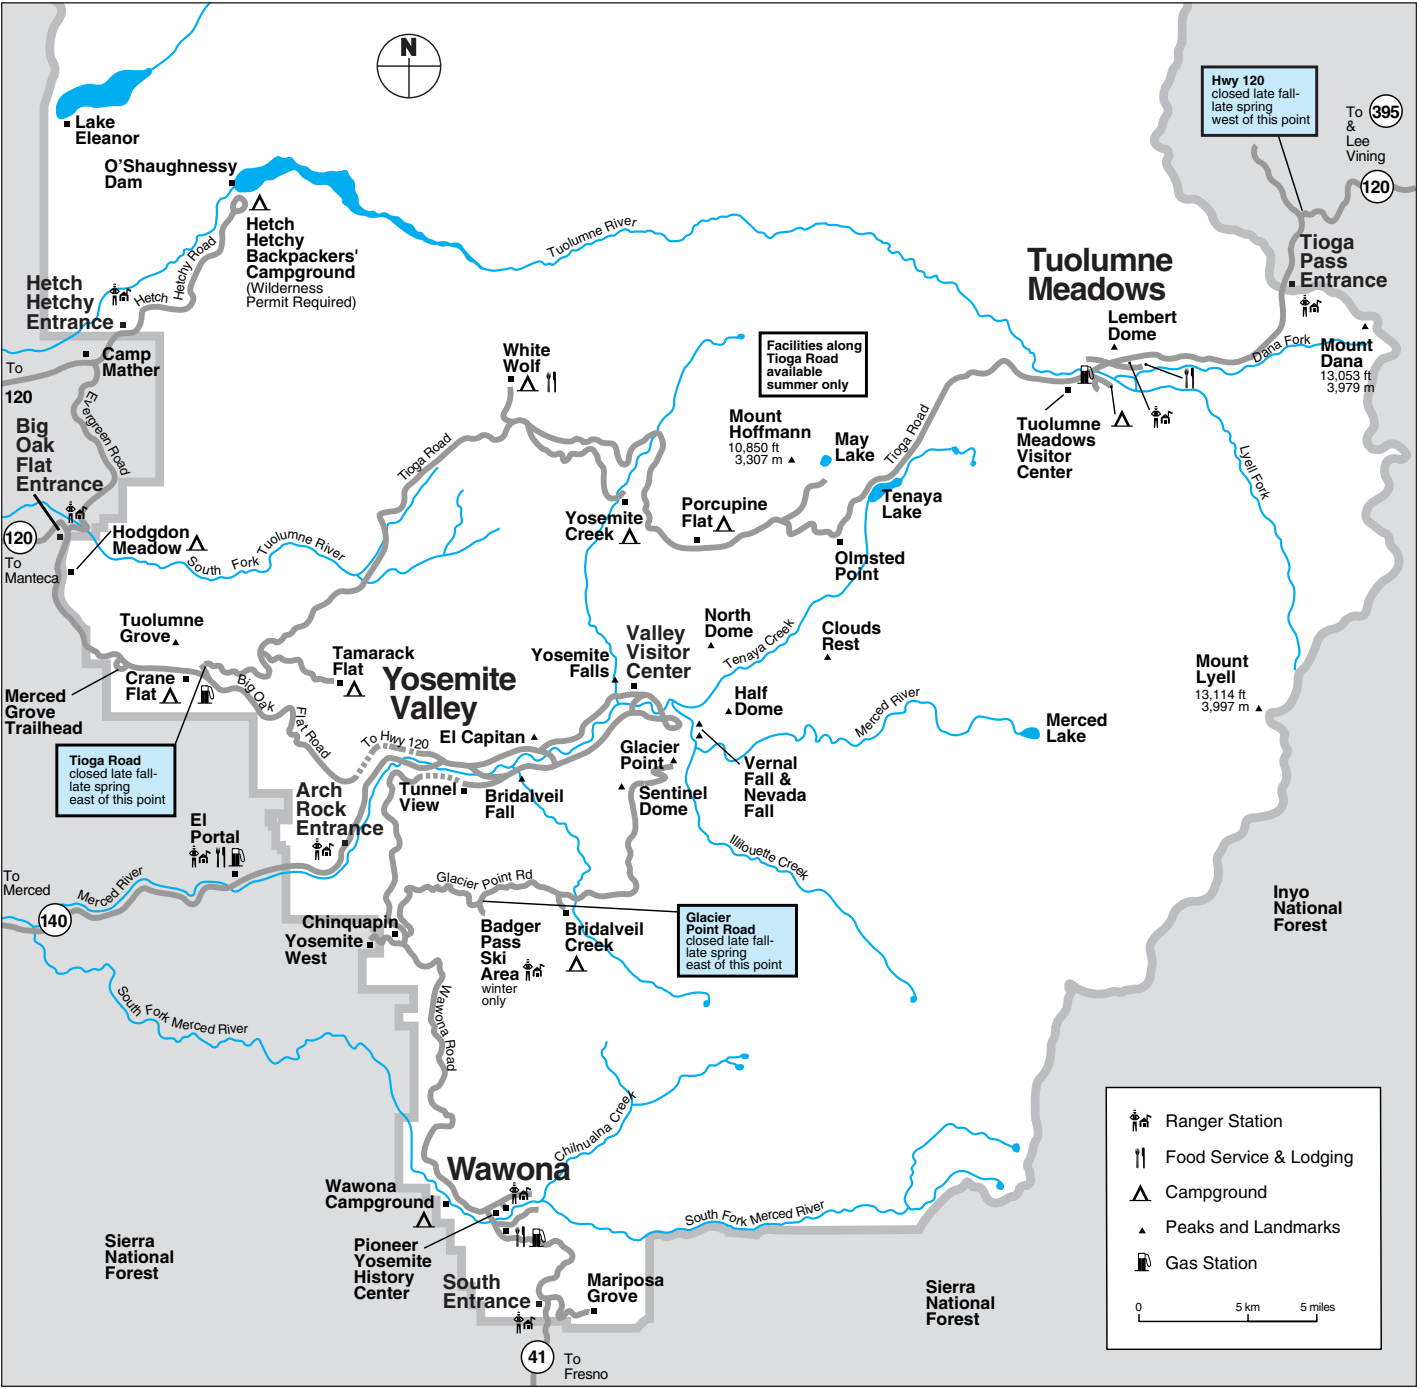 N
Hwy 120
closed late fall-
late spring
west of this point
To
&
Lee
Vining
395
120
Lake
Eleanor
O'Shaughnessy
Dam
Hetch
Hetchy
Backpackers'
Campground
(Wilderness
Permit Required)
Tuolumne River
Hetch Hetchy Road
Hetch
Hetchy
Entrance
Tuolumne
Meadows
Tioga
Pass
Entrance
Lembert
Dome
Dana Fork
Mount
Dana
13,053 ft
3,979 m
Camp
Mather
To
120
Evergreen Road
White
Wolf
Facilities along
Tioga Road
available
summer only
Big
Oak
Flat
Entrance
Tioga Road
Mount
Hoffmann
10,850 ft
3,307 m
May
Lake
Tioga Road
Tuolumne
Meadows
Visitor
Center
Lyell Fork
Tenaya
Lake
Porcupine
Flat
Yosemite
Creek
Olmsted
Point
120
To
Manteca
Hodgdon
Meadow
South Fork Tuolumne River
Tuolumne
Grove
North
Dome
Tenaya Creek
Clouds
Rest
Valley
Visitor
Center
Yosemite
Falls
Tamarack
Flat
Yosemite
Valley
Crane
Flat
Merced
Grove
Trailhead
Big Oak Flat Road
Half
Dome
Merced River
Merced
Lake
Mount
Lyell
13,114 ft
3,997 m
To Hwy 120
El Capitan
Glacier
Point
Vernal
Fall &
Nevada
Fall
Tioga Road
closed late fall-
late spring
east of this point
Tunnel
View
Bridalveil
Fall
Sentinel
Dome
Arch
Rock
Entrance
El
Portal
Illilouette Creek
To
Merced
140
Merced River
Glacier Point Rd
Chinquapin
Yosemite
West
Badger
Pass
Ski
Area
winter
only
Bridalveil
Creek
Glacier
Point Road
closed late fall-
late spring
east of this point
Inyo
National
Forest
South Fork Merced River
Wawona Road
Chilnualna Creek
Wawona
Wawona
Campground
Pioneer
Yosemite
History
Center
South Fork Merced River
Sierra
National
Forest
South
Entrance
Mariposa
Grove
Sierra
National
Forest
41
To
Fresno
Ranger Station
Food Service & Lodging
Campground
Peaks and Landmarks
Gas Station
0
5 km
5 miles